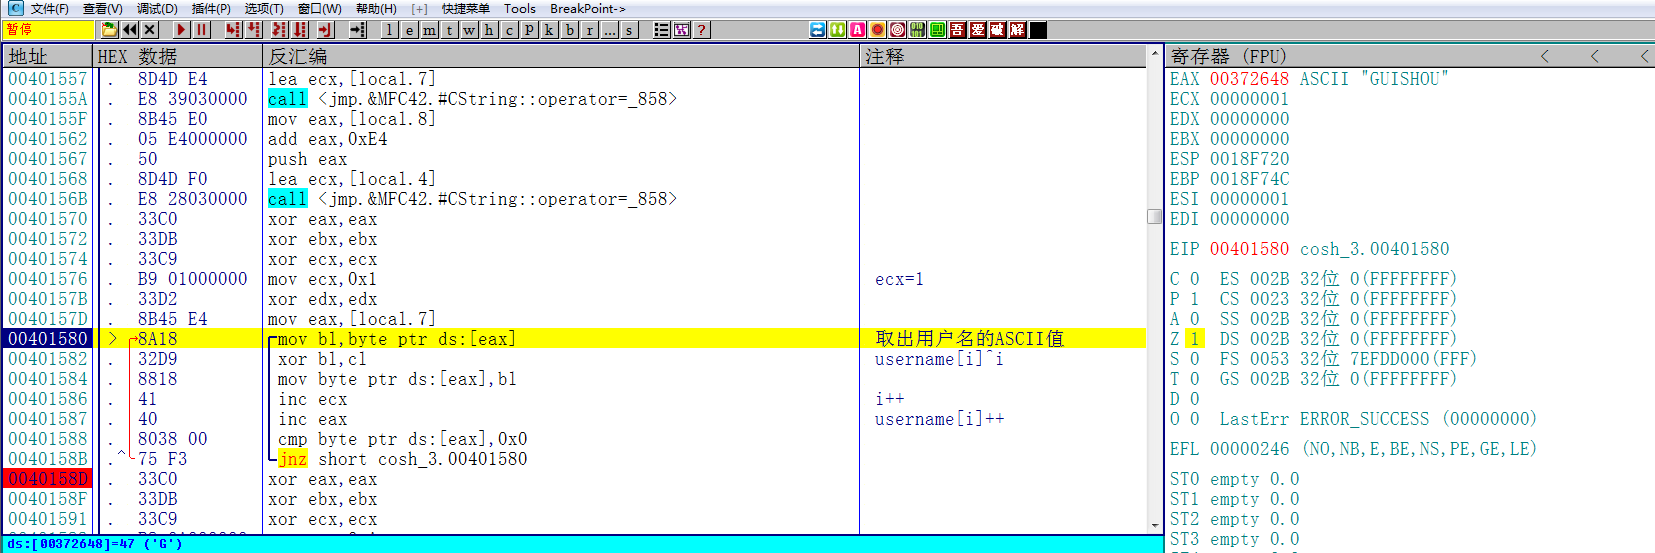 C 文件(F) 查看(V) 调试(D) 插件(P) 选项(T) 窗口(W) 帮助(H) [+] 快捷菜单 Tools BreakPoint->
暂停 l e m t w h c p k b r ... s ? A 吾 爱 破 解
地址 HEX 数据 反汇编 注释 寄存器 (FPU) < < <
00401557 . 8D4D E4 lea ecx,[local.7] EAX 00372648 ASCII "GUISHOU"
0040155A . E8 39030000 call <jmp.&MFC42.#CString::operator=_858> ECX 00000001
0040155F . 8B45 E0 mov eax,[local.8] EDX 00000000
00401562 . 05 E4000000 add eax,0xE4 EBX 00000000
00401567 . 50 push eax ESP 0018F720
00401568 . 8D4D F0 lea ecx,[local.4] EBP 0018F74C
0040156B . E8 28030000 call <jmp.&MFC42.#CString::operator=_858> ESI 00000001
00401570 . 33C0 xor eax,eax EDI 00000000
00401572 . 33DB xor ebx,ebx
00401574 . 33C9 xor ecx,ecx EIP 00401580 cosh_3.00401580
00401576 . B9 01000000 mov ecx,0x1 ecx=1 C 0 ES 002B 32位 0(FFFFFFFF)
0040157B . 33D2 xor edx,edx P 1 CS 0023 32位 0(FFFFFFFF)
0040157D . 8B45 E4 mov eax,[local.7] A 0 SS 002B 32位 0(FFFFFFFF)
00401580 > 8A18 mov bl,byte ptr ds:[eax] 取出用户名的ASCII值 Z 1 DS 002B 32位 0(FFFFFFFF)
00401582 . 32D9 xor bl,cl username[i]^i S 0 FS 0053 32位 7EFDD000(FFF)
00401584 . 8818 mov byte ptr ds:[eax],bl T 0 GS 002B 32位 0(FFFFFFFF)
00401586 . 41 inc ecx i++ D 0
00401587 . 40 inc eax username[i]++ O 0 LastErr ERROR_SUCCESS (00000000)
00401588 . 8038 00 cmp byte ptr ds:[eax],0x0
0040158B .^ 75 F3 jnz short cosh_3.00401580 EFL 00000246 (NO,NB,E,BE,NS,PE,GE,LE)
0040158D . 33C0 xor eax,eax ST0 empty 0.0
0040158F . 33DB xor ebx,ebx ST1 empty 0.0
00401591 . 33C9 xor ecx,ecx ST2 empty 0.0
ds:[00372648]=47 ('G') ST3 empty 0.0